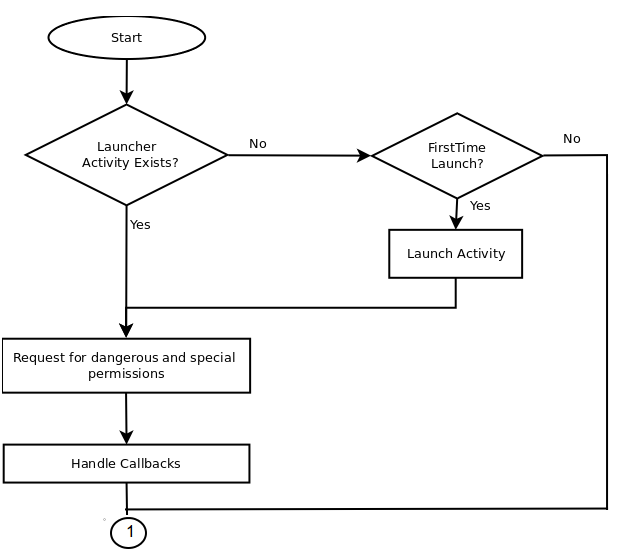 Start
Launcher
Activity Exists?
No
FirstTime
Launch?
No
Yes
Yes
Launch Activity
Request for dangerous and special
permissions
Handle Callbacks
1